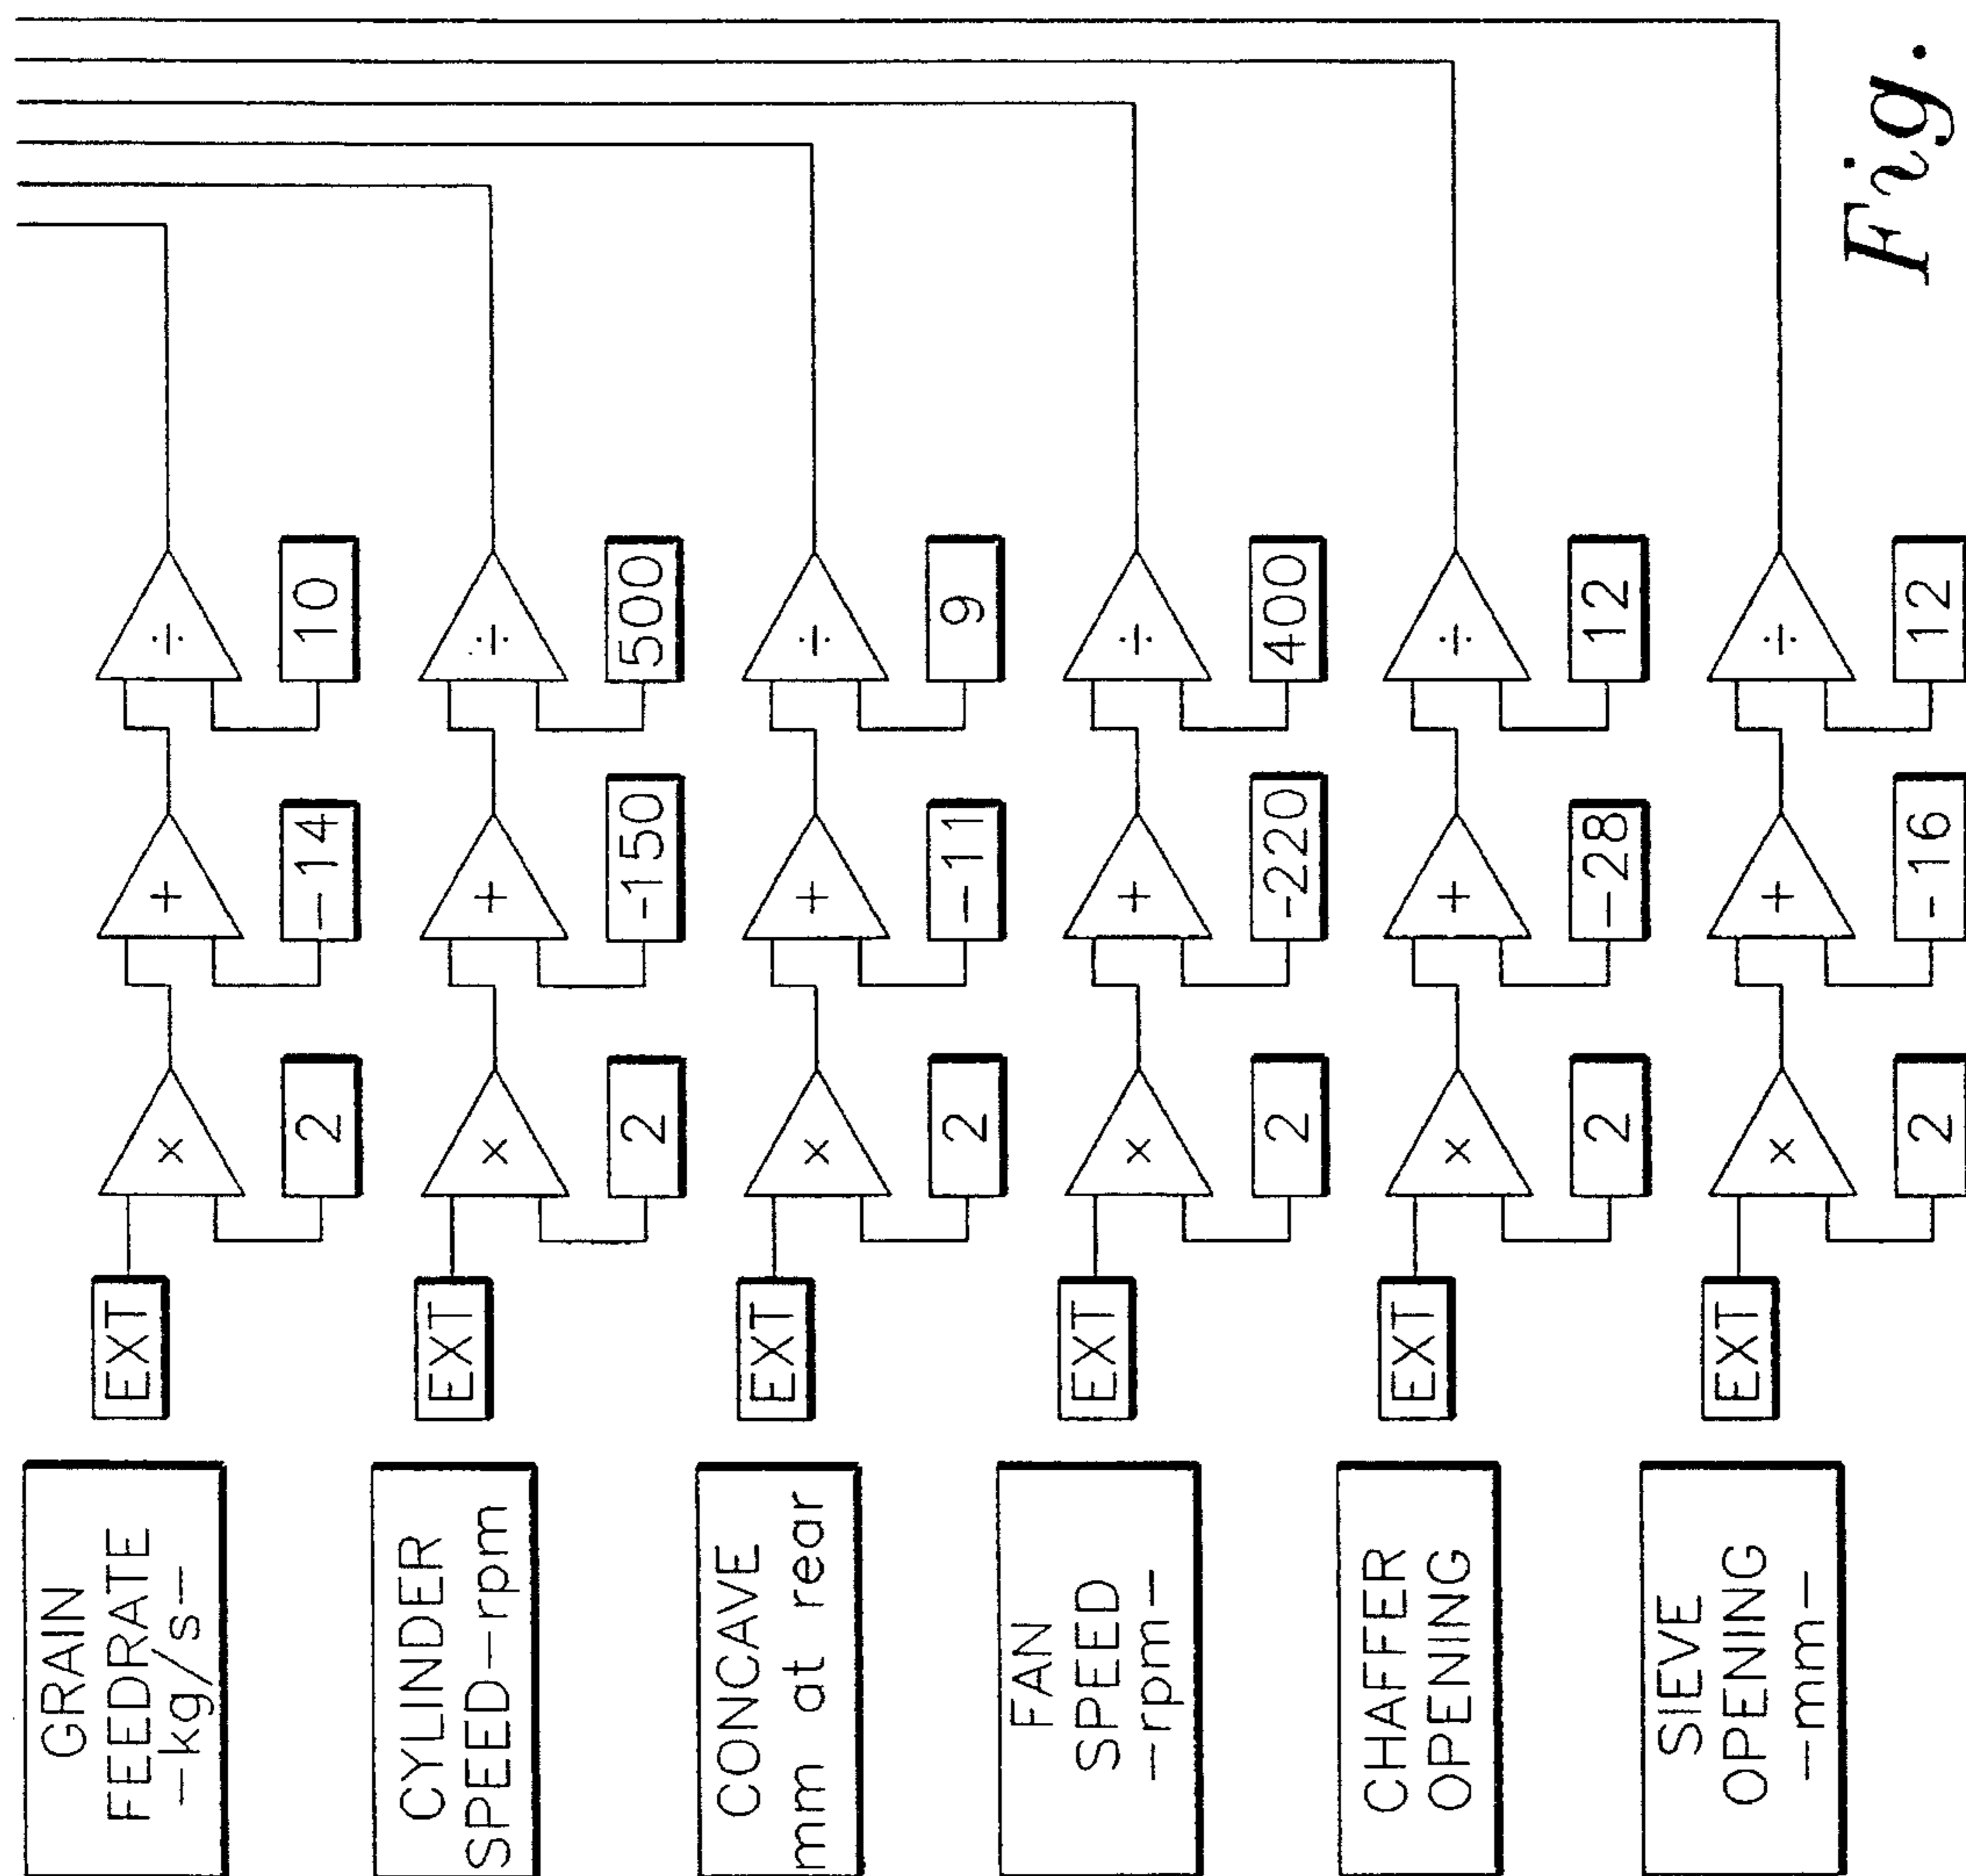 GRAIN
FEEDRATE
-kg/s-
EXT
×
2
+
-14
÷
10
CYLINDER
SPEED-rpm
EXT
×
2
+
-150
÷
500
CONCAVE
mm at rear
EXT
×
2
+
-11
÷
9
FAN
SPEED
-rpm-
EXT
×
2
+
-220
÷
400
CHAFFER
OPENING
EXT
×
2
+
-28
÷
12
SIEVE
OPENING
-mm-
EXT
×
2
+
-16
÷
12
Fig.